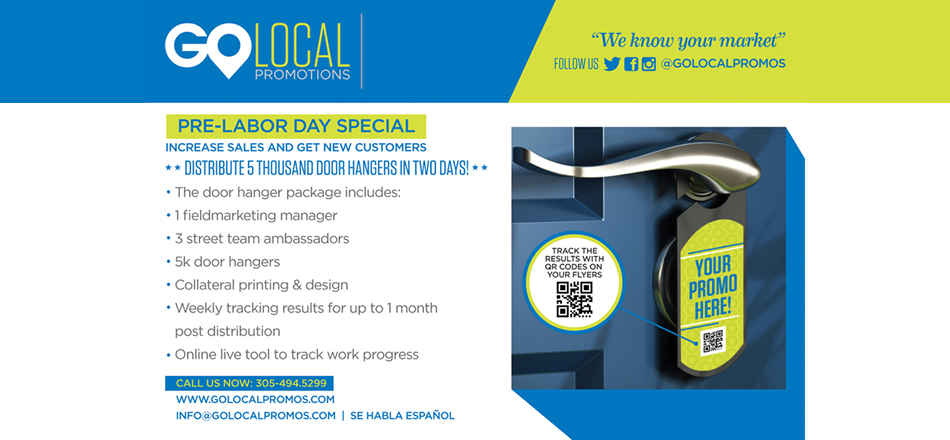 GO LOCAL
PROMOTIONS
“We know your market”
FOLLOW US @GOLOCALPROMOS
PRE-LABOR DAY SPECIAL
INCREASE SALES AND GET NEW CUSTOMERS
★★ DISTRIBUTE 5 THOUSAND DOOR HANGERS IN TWO DAYS! ★★
• The door hanger package includes:
• 1 fieldmarketing manager
• 3 street team ambassadors
• 5k door hangers
• Collateral printing & design
• Weekly tracking results for up to 1 month
post distribution
• Online live tool to track work progress
CALL US NOW: 305-494.5299
WWW.GOLOCALPROMOS.COM
INFO@GOLOCALPROMOS.COM | SE HABLA ESPAÑOL
TRACK THE
RESULTS WITH
QR CODES ON
YOUR FLYERS
YOUR
PROMO
HERE!